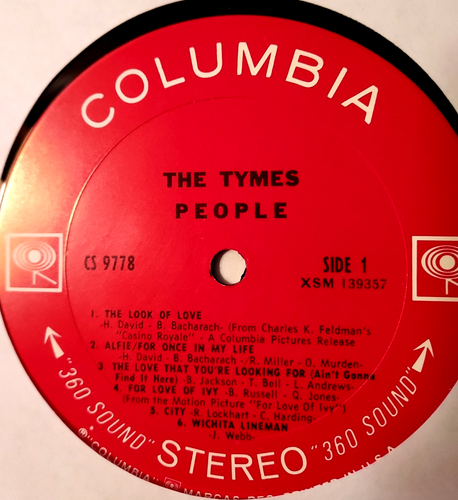 COLUMBIA
THE TYMES
PEOPLE
CS 9778
SIDE 1
XSM 139357
1. THE LOOK OF LOVE
-H. David - B. Bacharach- (From Charles K. Feldman's
"Casino Royale" - A Columbia Pictures Release
2. ALFIE/FOR ONCE IN MY LIFE
-H. David - B. Bacharach -/R. Miller - O. Murden-
3. THE LOVE THAT YOU'RE LOOKING FOR (Ain't Gonna
Find It Here) -B. Jackson - T. Bell - L. Andrews-
4. FOR LOVE OF IVY -B. Russell - Q. Jones-
(From the Motion Picture "For Love Of Ivy")
5. CITY -R. Lockhart - C. Harding-
6. WICHITA LINEMAN
-J. Webb-
"360 SOUND" STEREO "360 SOUND"
"COLUMBIA" MARCAS U.S.A.